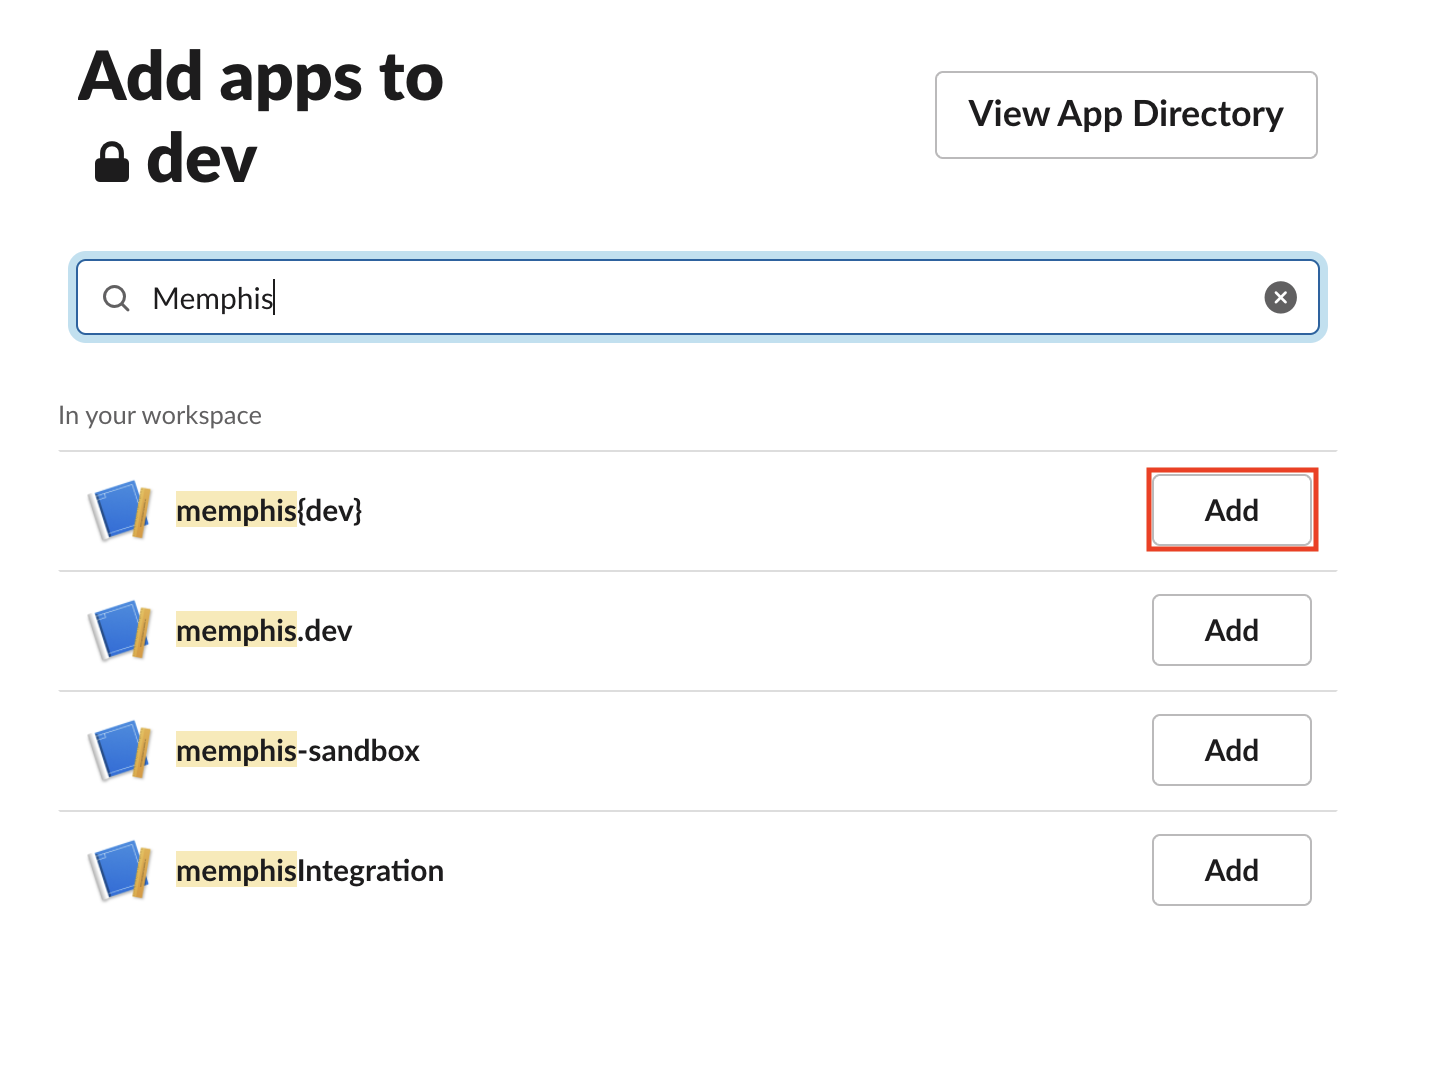 Add apps to
dev
View App Directory
Memphis
In your workspace
memphis{dev}
Add
memphis.dev
Add
memphis-sandbox
Add
memphisIntegration
Add